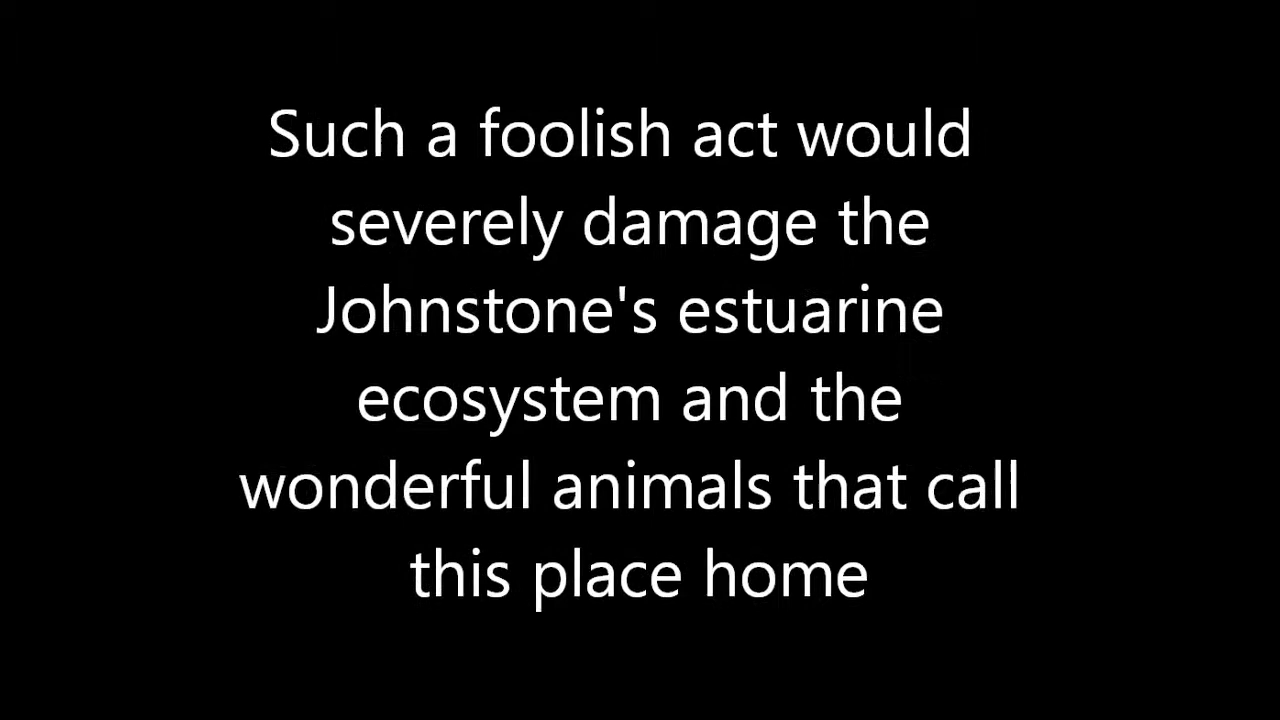 Such a foolish act would
severely damage the
Johnstone's estuarine
ecosystem and the
wonderful animals that call
this place home